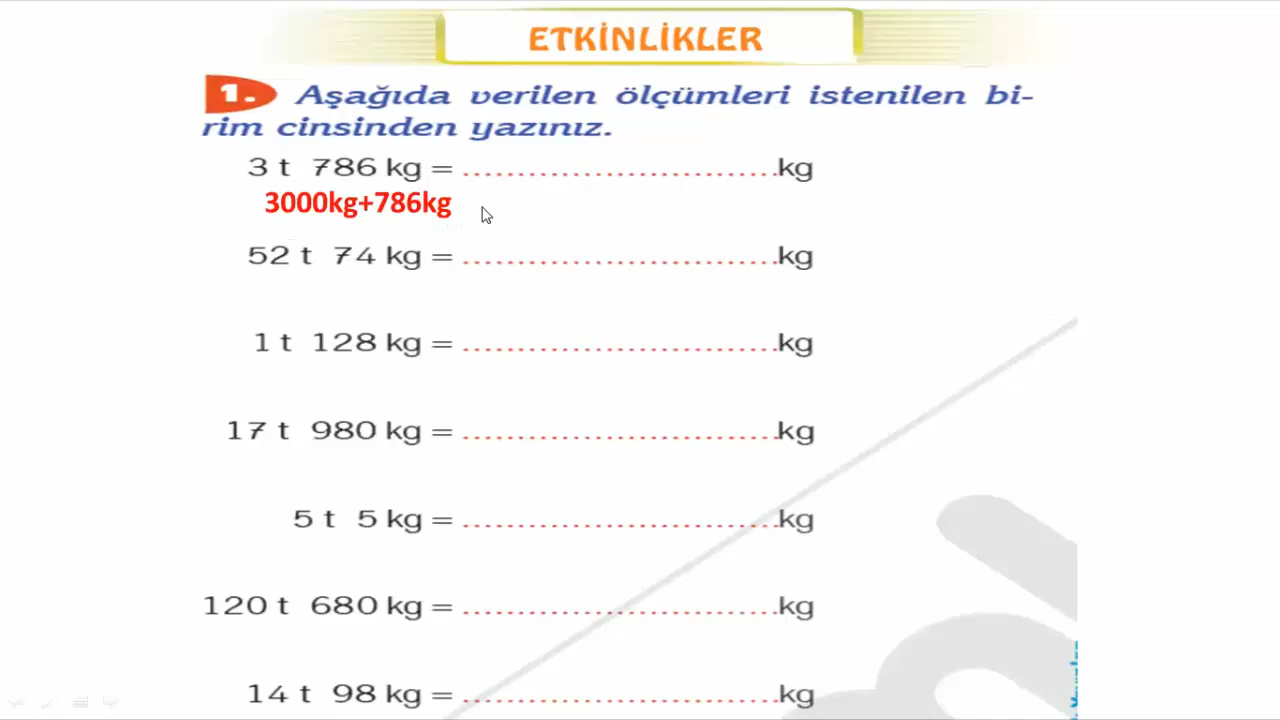 ETKİNLİKLER
1. Aşağıda verilen ölçümleri istenilen bi-
rim cinsinden yazınız.
3 t 786 kg = ............................kg
3000kg+786kg
52 t 74 kg = ............................kg
1 t 128 kg = ............................kg
17 t 980 kg = ............................kg
5 t 5 kg = ............................kg
120 t 680 kg = ............................kg
14 t 98 kg = ............................kg